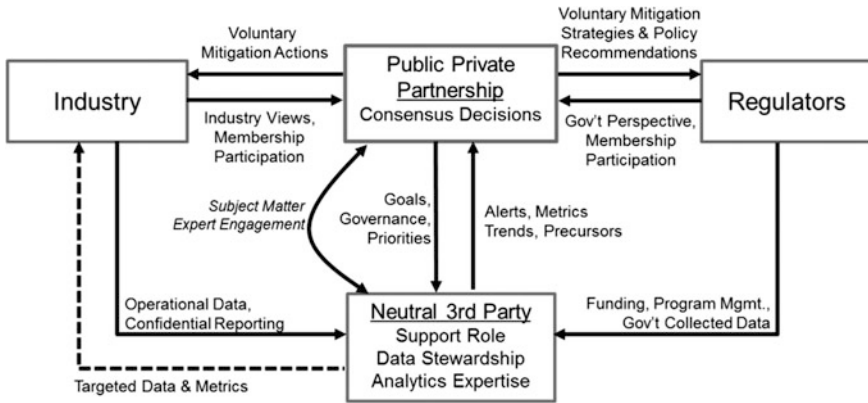 Voluntary
Mitigation Actions
Voluntary Mitigation
Strategies & Policy
Recommendations
Industry
Public Private
Partnership
Consensus Decisions
Regulators
Industry Views,
Membership
Participation
Gov't Perspective,
Membership
Participation
Subject Matter
Expert Engagement
Goals,
Governance,
Priorities
Alerts, Metrics
Trends, Precursors
Operational Data,
Confidential Reporting
Neutral 3rd Party
Support Role
Data Stewardship
Analytics Expertise
Funding, Program Mgmt.,
Gov't Collected Data
Targeted Data & Metrics